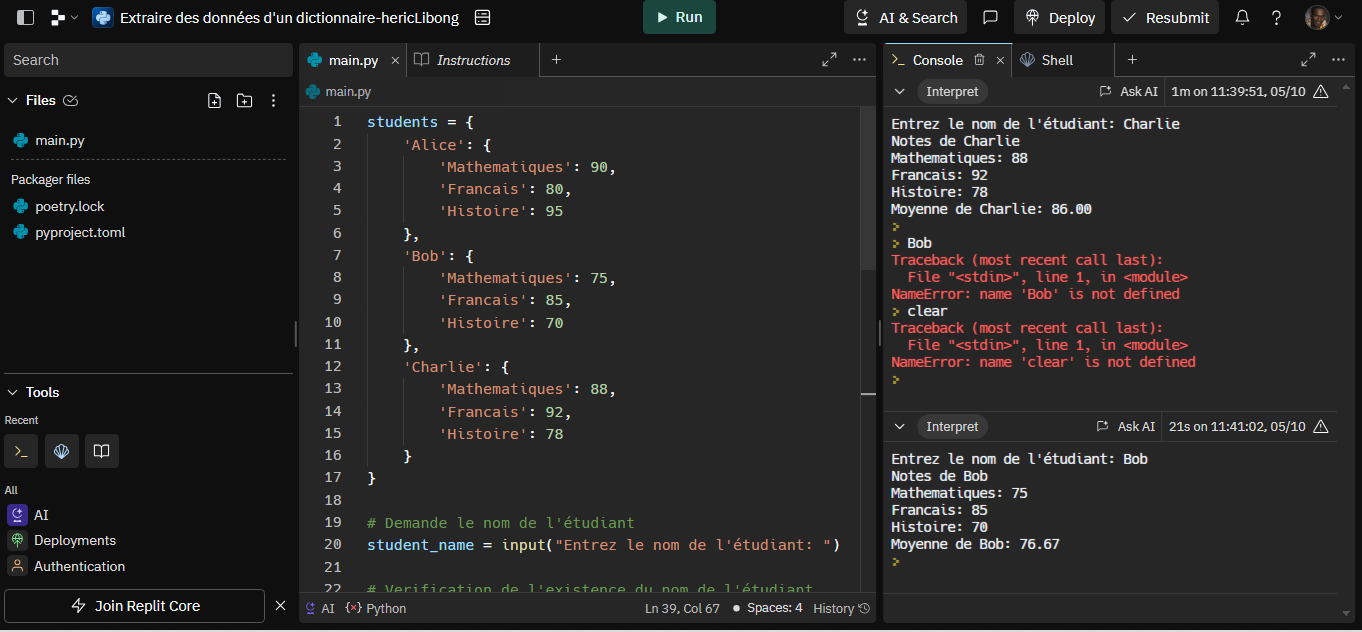 Extraire des données d'un dictionnaire-hericLibong
Run
AI & Search
Deploy
Resubmit
Search
Files
main.py
Packager files
poetry.lock
pyproject.toml
Tools
Recent
All
AI
Deployments
Authentication
Join Replit Core
main.py
Instructions
main.py
1 students = {
2 'Alice': {
3 'Mathematiques': 90,
4 'Francais': 80,
5 'Histoire': 95
6 },
7 'Bob': {
8 'Mathematiques': 75,
9 'Francais': 85,
10 'Histoire': 70
11 },
12 'Charlie': {
13 'Mathematiques': 88,
14 'Francais': 92,
15 'Histoire': 78
16 }
17 }
18
19 # Demande le nom de l'étudiant
20 student_name = input("Entrez le nom de l'étudiant: ")
21
22 # Verification de l'existence du nom de l'étudiant
AI Python Ln 39, Col 67 Spaces: 4 History
Console
Shell
Interpret Ask AI 1m on 11:39:51, 05/10
Entrez le nom de l'étudiant: Charlie
Notes de Charlie
Mathematiques: 88
Francais: 92
Histoire: 78
Moyenne de Charlie: 86.00
>
> Bob
Traceback (most recent call last):
File "<stdin>", line 1, in <module>
NameError: name 'Bob' is not defined
> clear
Traceback (most recent call last):
File "<stdin>", line 1, in <module>
NameError: name 'clear' is not defined
>
Interpret Ask AI 21s on 11:41:02, 05/10
Entrez le nom de l'étudiant: Bob
Notes de Bob
Mathematiques: 75
Francais: 85
Histoire: 70
Moyenne de Bob: 76.67
>